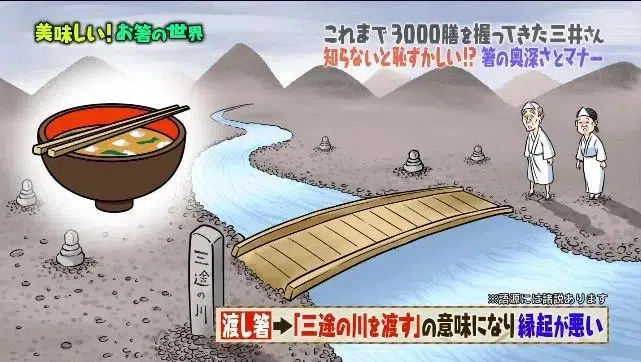 美味しい!お箸の世界
これまで3000膳を握ってきた三井さん
知らないと恥ずかしい!?箸の奥深さとマナー
三途の川
※語源には諸説あります
渡し箸➡「三途の川を渡す」の意味になり縁起が悪い